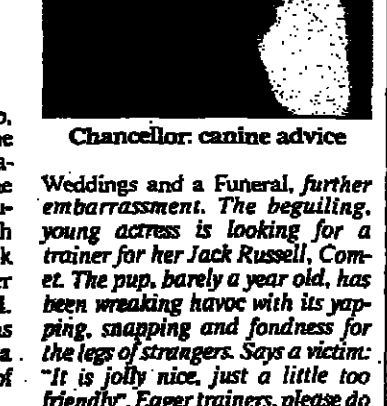 Chancellor: canine advice
Weddings and a Funeral, further
embarrassment. The beguiling,
young actress is looking for a
trainer for her Jack Russell, Com-
et. The pup, barely a year old, has
been wreaking havoc with its yap-
ping, snapping and fondness for
the legs of strangers. Says a victim:
"It is jolly nice, just a little too
friendly". Eager trainers, please do